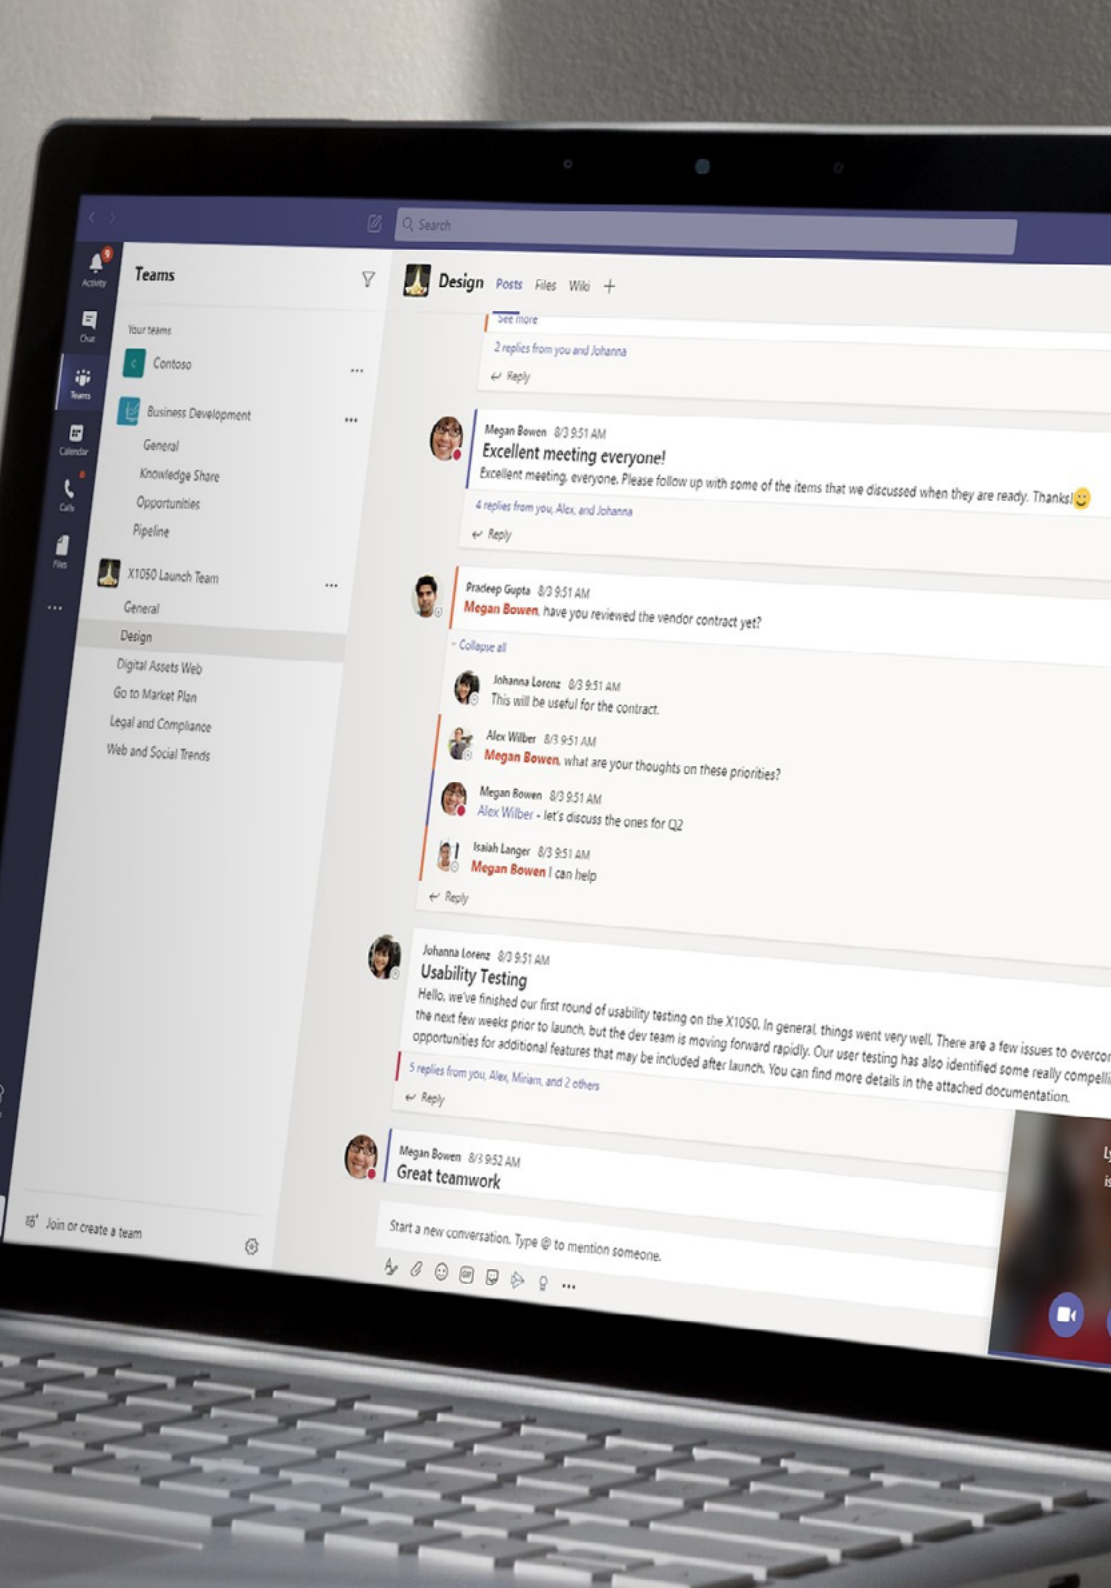 Search
9
Activity
Chat
Teams
Calendar
Calls
Files
Teams
Your teams
C
Contoso
Business Development
General
Knowledge Share
Opportunities
Pipeline
X1050 Launch Team
General
Design
Digital Assets Web
Go to Market Plan
Legal and Compliance
Web and Social Trends
Join or create a team
Design Posts Files Wiki
See more
2 replies from you and Johanna
Reply
Megan Bowen 8/3 9:51 AM
Excellent meeting everyone!
Excellent meeting, everyone. Please follow up with some of the items that we discussed when they are ready. Thanks!
4 replies from you, Alex, and Johanna
Reply
Pradeep Gupta 8/3 9:51 AM
Megan Bowen, have you reviewed the vendor contract yet?
Collapse all
Johanna Lorenz 8/3 9:51 AM
This will be useful for the contract.
Alex Wilber 8/3 9:51 AM
Megan Bowen, what are your thoughts on these priorities?
Megan Bowen 8/3 9:51 AM
Alex Wilber - let's discuss the ones for Q2
Isaiah Langer 8/3 9:51 AM
Megan Bowen I can help
Reply
Johanna Lorenz 8/3 9:51 AM
Usability Testing
Hello, we've finished our first round of usability testing on the X1050. In general, things went very well. There are a few issues to overcor
the next few weeks prior to launch, but the dev team is moving forward rapidly. Our user testing has also identified some really compelli
opportunities for additional features that may be included after launch. You can find more details in the attached documentation.
5 replies from you, Alex, Miriam, and 2 others
Reply
Megan Bowen 8/3 9:52 AM
Great teamwork
Start a new conversation. Type @ to mention someone.
GIF